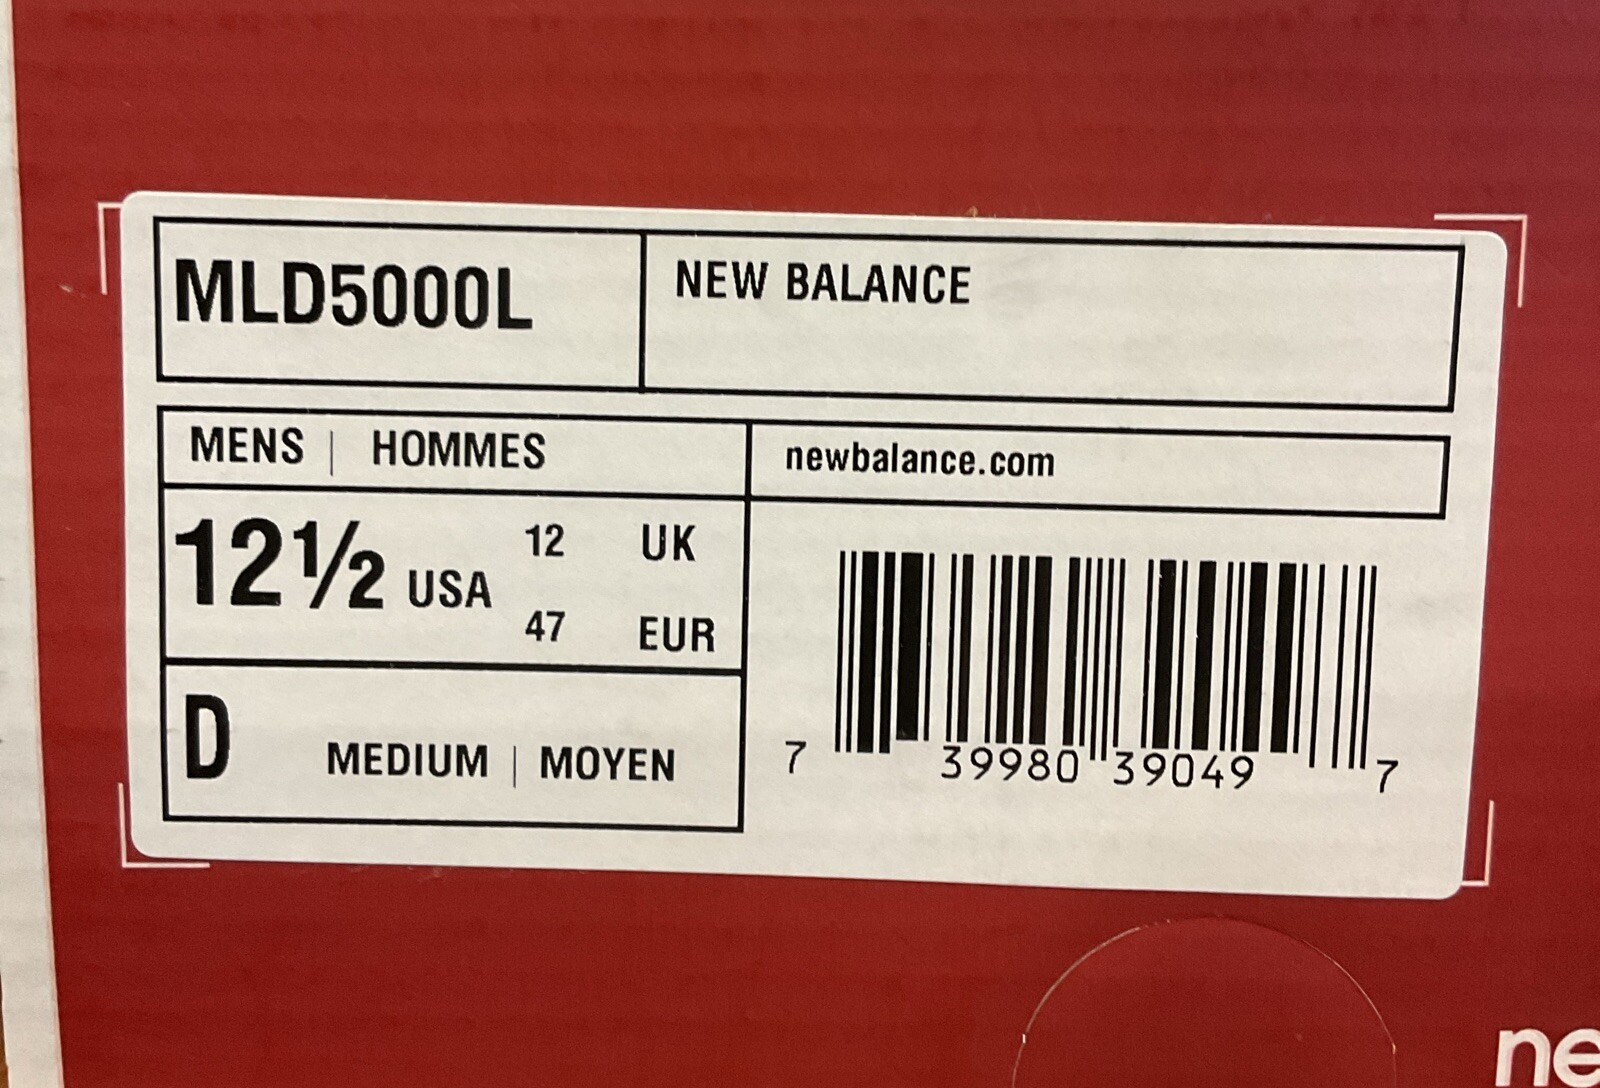 MLD5000L
NEW BALANCE
MENS | HOMMES
newbalance.com
12½ USA
12 UK
47 EUR
D
MEDIUM | MOYEN
7 39980 39049 7
ne